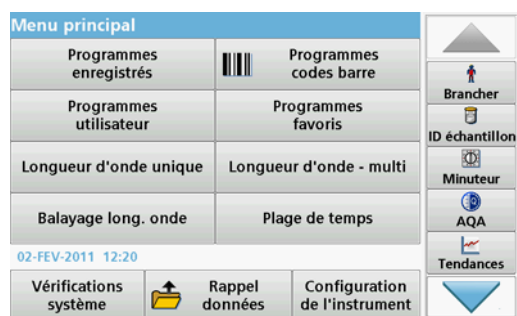 Menu principal
Programmes
enregistrés
Programmes
codes barre
Programmes
utilisateur
Programmes
favoris
Longueur d'onde unique
Longueur d'onde - multi
Balayage long. onde
Plage de temps
02-FEV-2011 12:20
Vérifications
système
Rappel
données
Configuration
de l'instrument
Brancher
ID échantillon
Minuteur
AQA
Tendances